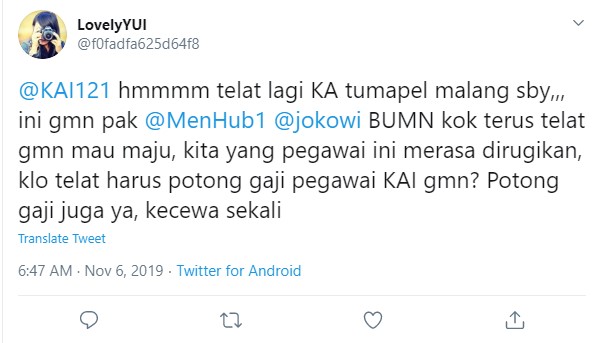 LovelyYUI
@f0fadfa625d64f8
@KAI121 hmmmm telat lagi KA tumapel malang sby,,,
ini gmn pak @MenHub1 @jokowi BUMN kok terus telat
gmn mau maju, kita yang pegawai ini merasa dirugikan,
klo telat harus potong gaji pegawai KAI gmn? Potong
gaji juga ya, kecewa sekali
Translate Tweet
6:47 AM · Nov 6, 2019 · Twitter for Android